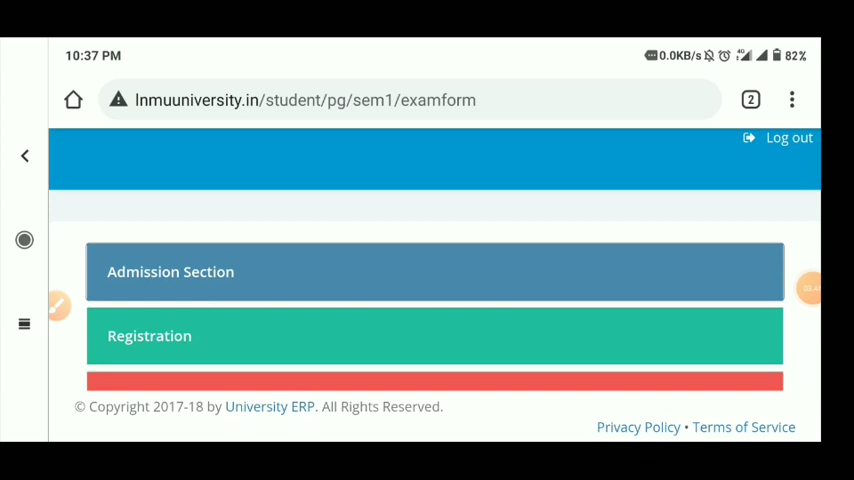 10:37 PM
0.0KB/s 4G 82%
lnmuuniversity.in/student/pg/sem1/examform
2
Log out
Admission Section
Registration
© Copyright 2017-18 by University ERP. All Rights Reserved.
Privacy Policy • Terms of Service